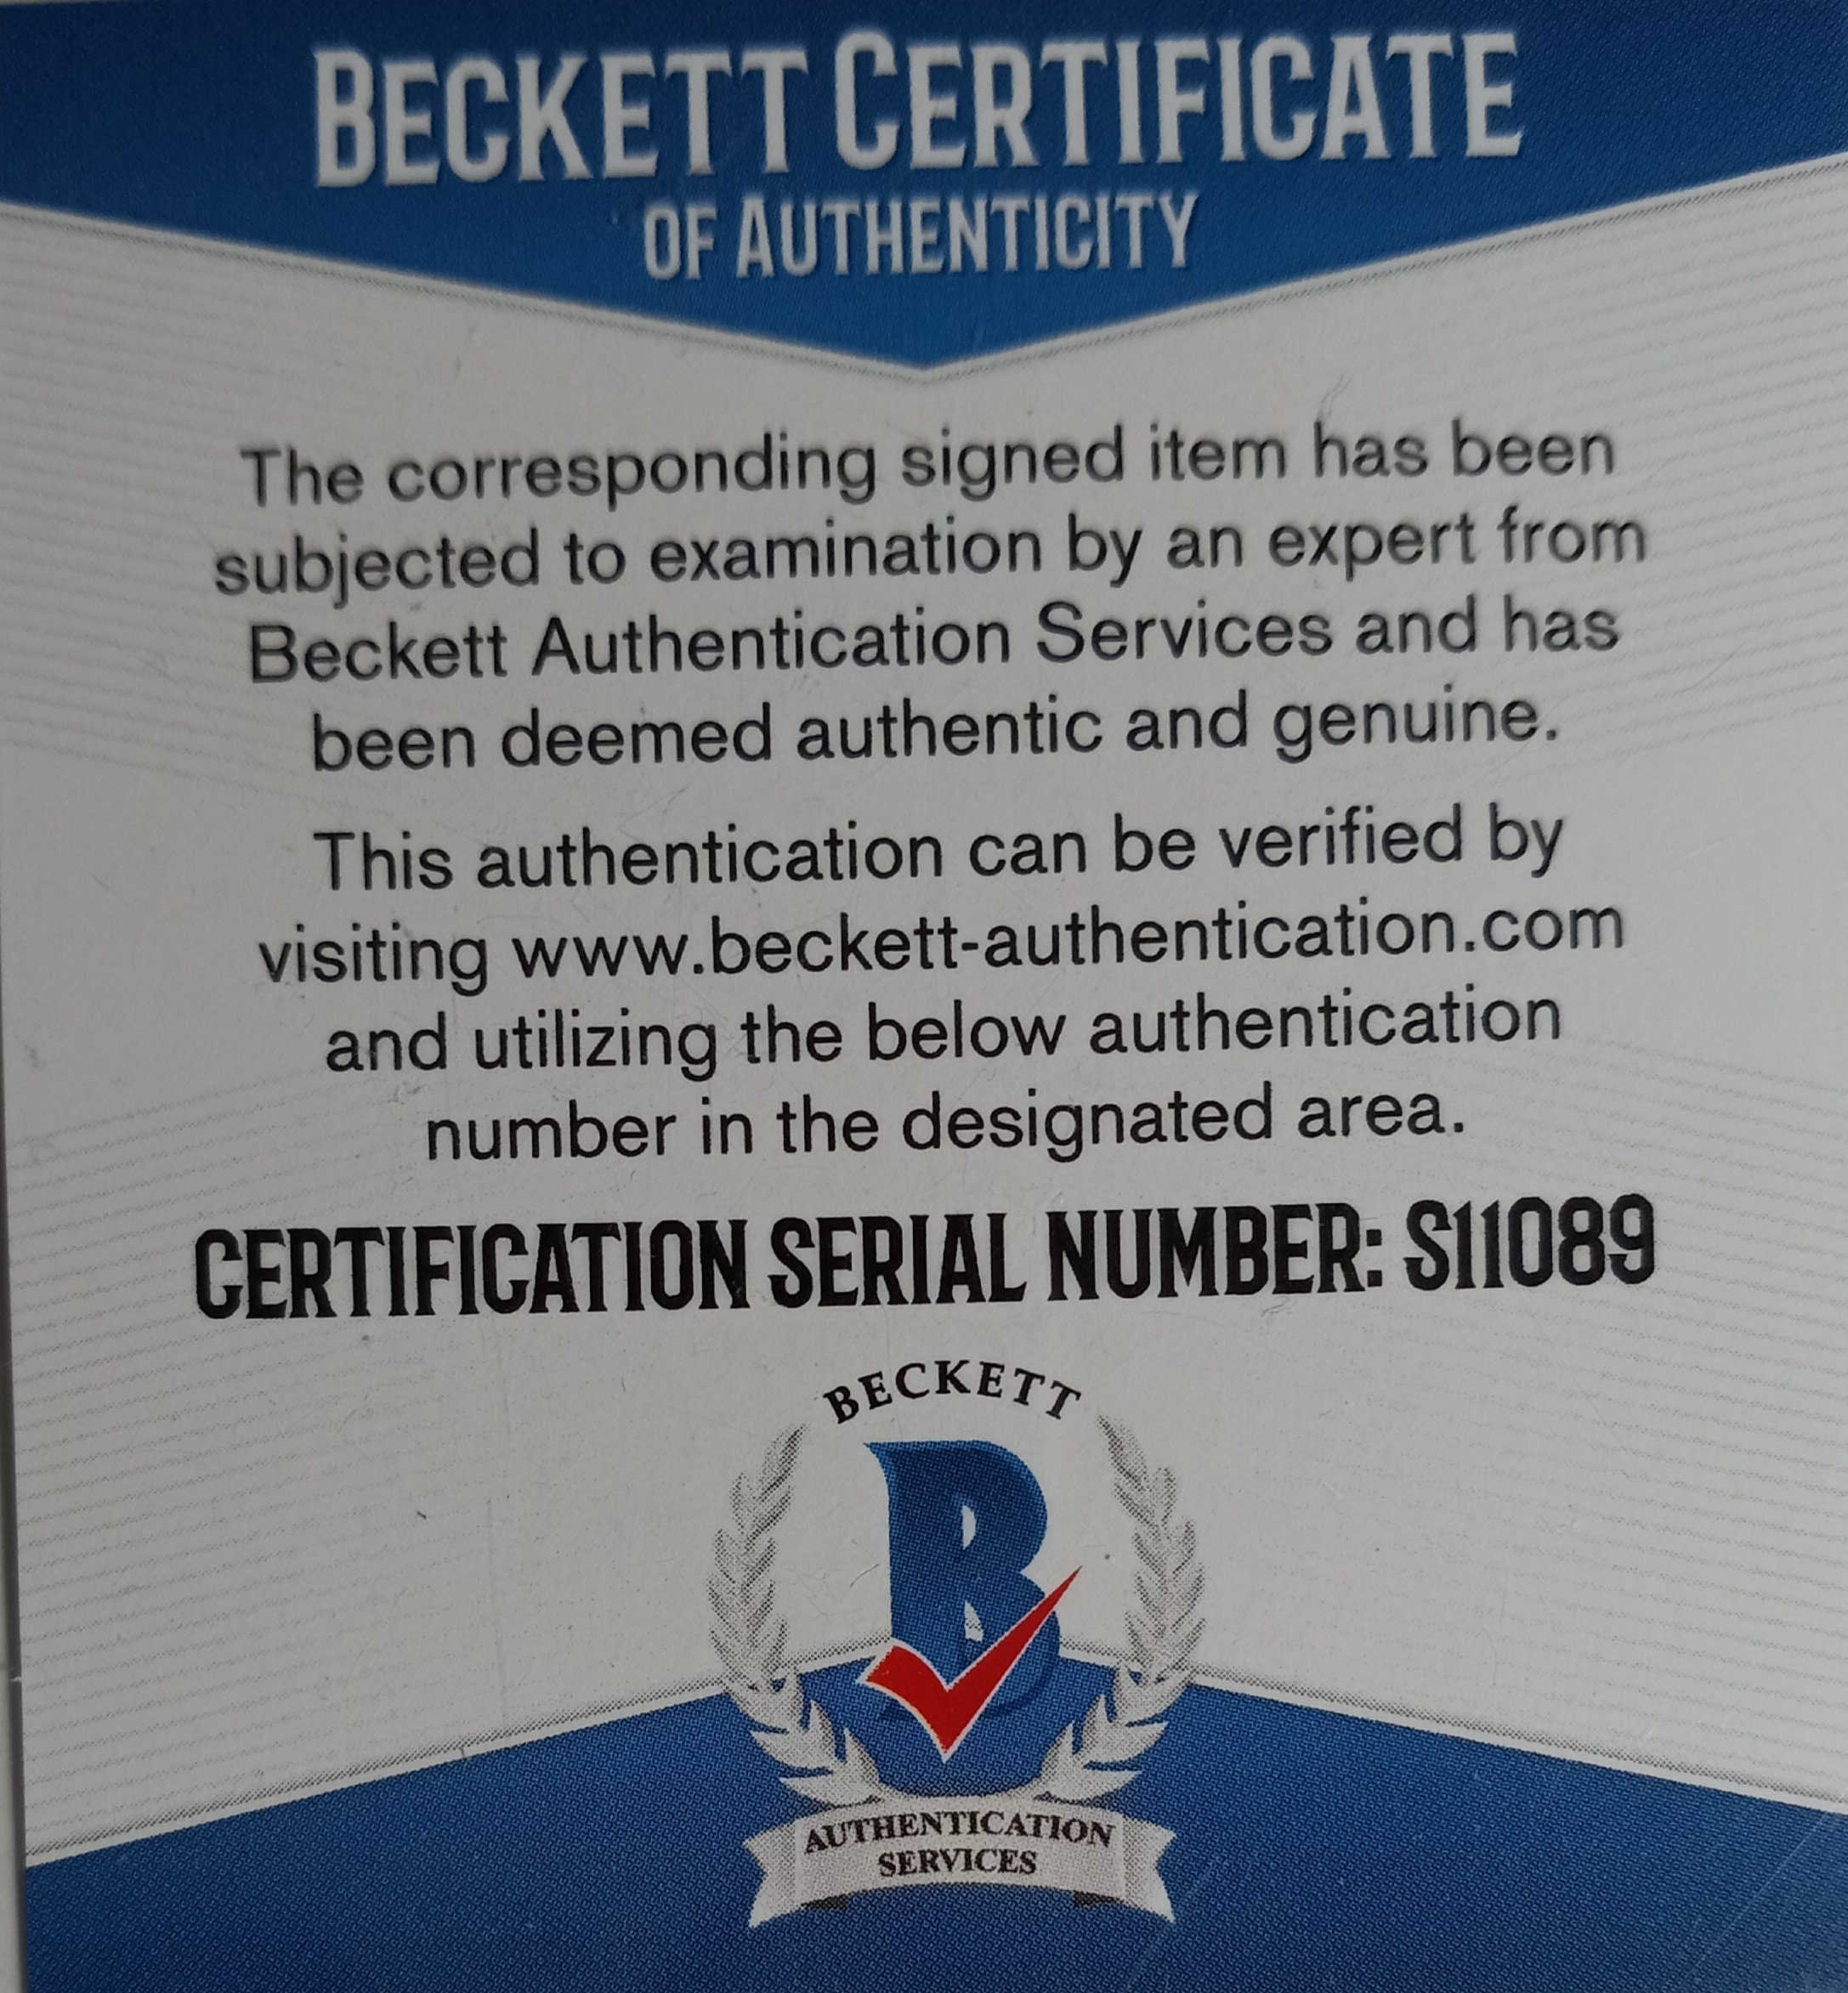 BECKETT CERTIFICATE
OF AUTHENTICITY
The corresponding signed item has been
subjected to examination by an expert from
Beckett Authentication Services and has
been deemed authentic and genuine.
This authentication can be verified by
visiting www.beckett-authentication.com
and utilizing the below authentication
number in the designated area.
CERTIFICATION SERIAL NUMBER: S11089
BECKETT
B
AUTHENTICATION
SERVICES